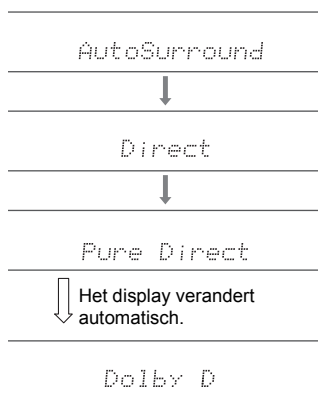 AutoSurround
Direct
Pure Direct
Het display verandert
automatisch.
Dolby D